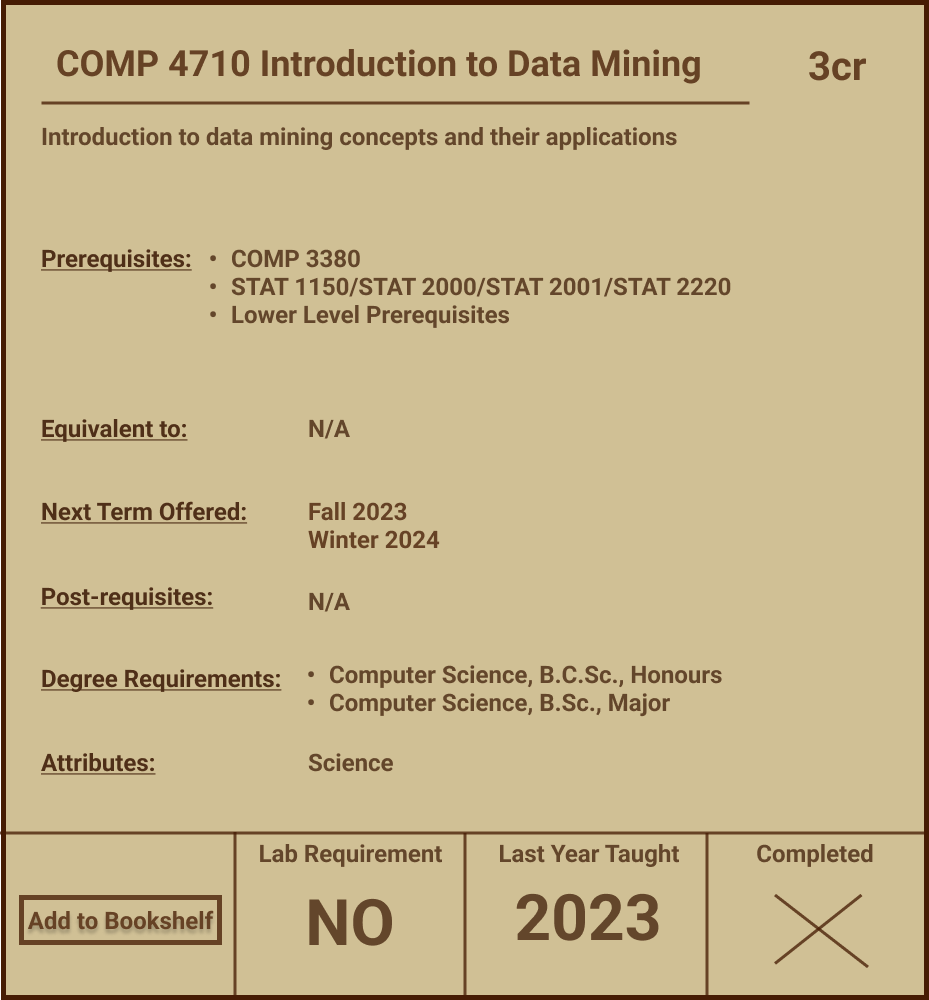 COMP 4710 Introduction to Data Mining
3cr
Introduction to data mining concepts and their applications
Prerequisites:
• COMP 3380
• STAT 1150/STAT 2000/STAT 2001/STAT 2220
• Lower Level Prerequisites
Equivalent to:
N/A
Next Term Offered:
Fall 2023
Winter 2024
Post-requisites:
N/A
Degree Requirements:
• Computer Science, B.C.Sc., Honours
• Computer Science, B.Sc., Major
Attributes:
Science
Add to Bookshelf
Lab Requirement
NO
Last Year Taught
2023
Completed